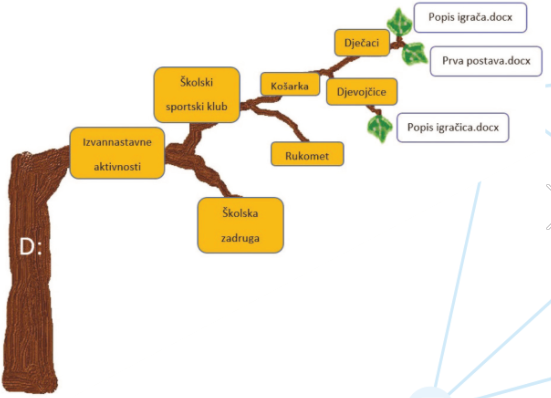 Popis igrača.docx
Dječaci
Prva postava.docx
Školski
sportski klub
Košarka
Djevojčice
Popis igračica.docx
Izvannastavne
aktivnosti
Rukomet
Školska
zadruga
D: